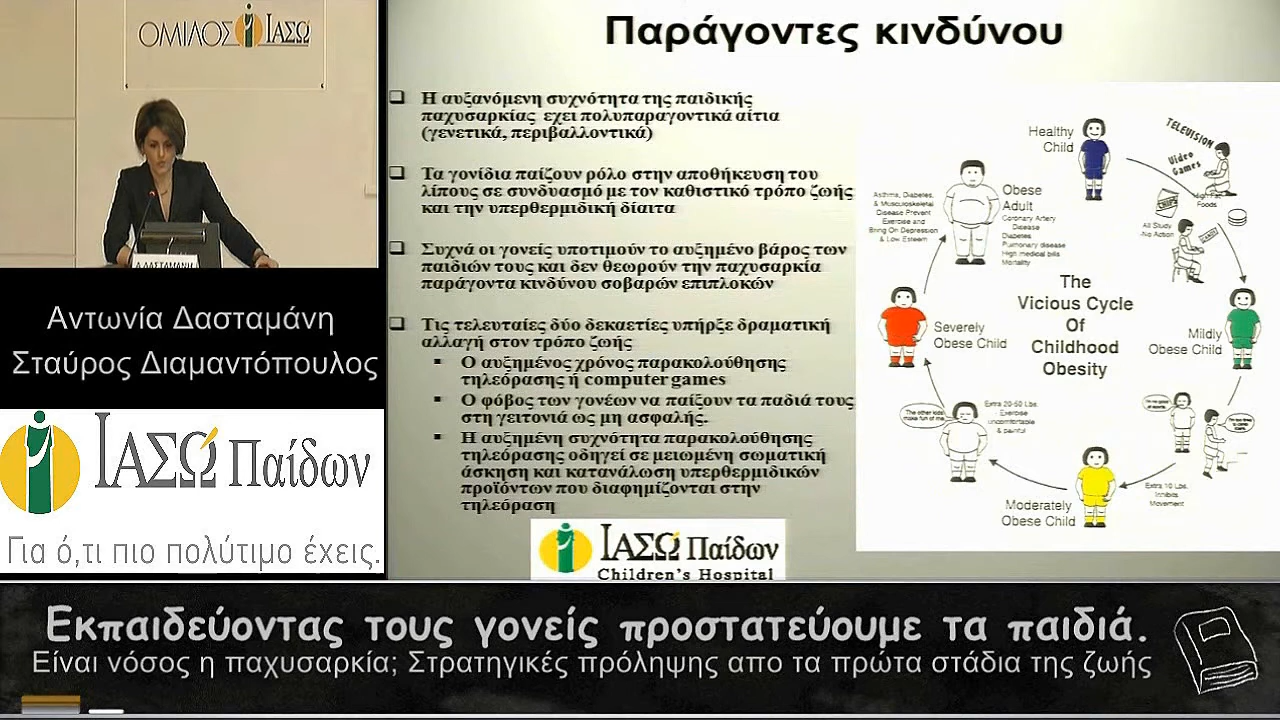 ΟΜΙΛΟΣ ΙΑΣΩ
Αντωνία Δασταμάνη
Σταύρος Διαμαντόπουλος
ΙΑΣΩ Παίδων
Για ό,τι πιο πολύτιμο έχεις.
Παράγοντες κινδύνου
Η αυξανόμενη συχνότητα της παιδικής
παχυσαρκίας εχει πολυπαραγοντικά αίτια
(γενετικά, περιβαλλοντικά)
Τα γονίδια παίζουν ρόλο στην αποθήκευση του
λίπους σε συνδυασμό με τον καθιστικό τρόπο ζωής
και την υπερθερμιδική δίαιτα
Συχνά οι γονείς υποτιμούν το αυξημένο βάρος των
παιδιών τους και δεν θεωρούν την παχυσαρκία
παράγοντα κινδύνου σοβαρών επιπλοκών
Τις τελευταίες δύο δεκαετίες υπήρξε δραματική
αλλαγή στον τρόπο ζωής
Ο αυξημένος χρόνος παρακολούθησης
τηλεόρασης ή computer games
Ο φόβος των γονέων να παίξουν τα παδιά τους
στη γειτονιά ως μη ασφαλής.
Η αυξημένη συχνότητα παρακολούθησης
τηλεόρασης οδηγεί σε μειωμένη σωματική
άσκηση και κατανάλωση υπερθερμιδικών
προϊόντων που διαφημίζονται στην
τηλεόραση
ΙΑΣΩ Παίδων
Children's Hospital
The
Vicious Cycle
Of
Childhood
Obesity
Healthy
Child
TELEVISION
Video
Games
CHIPS
High Fat
Foods
All Study
No Action
CANDY
Mildly
Obese Child
Extra 10 Lbs.
Inhibits
Movement
Moderately
Obese Child
Extra 20-50 Lbs.
Exercise
uncomfortable
& painful
The other kids
make fun of me
Severely
Obese Child
Asthma, Diabetes,
& Musculoskeletal
Disease Prevent
Exercise and
Bring On Depression
& Low Esteem
Obese
Adult
Coronary Artery
Disease
Diabetes
Pulmonary disease
High medical bills
Mortality
Εκπαιδεύοντας τους γονείς προστατεύουμε τα παιδιά.
Είναι νόσος η παχυσαρκία; Στρατηγικές πρόληψης απο τα πρώτα στάδια της ζωής